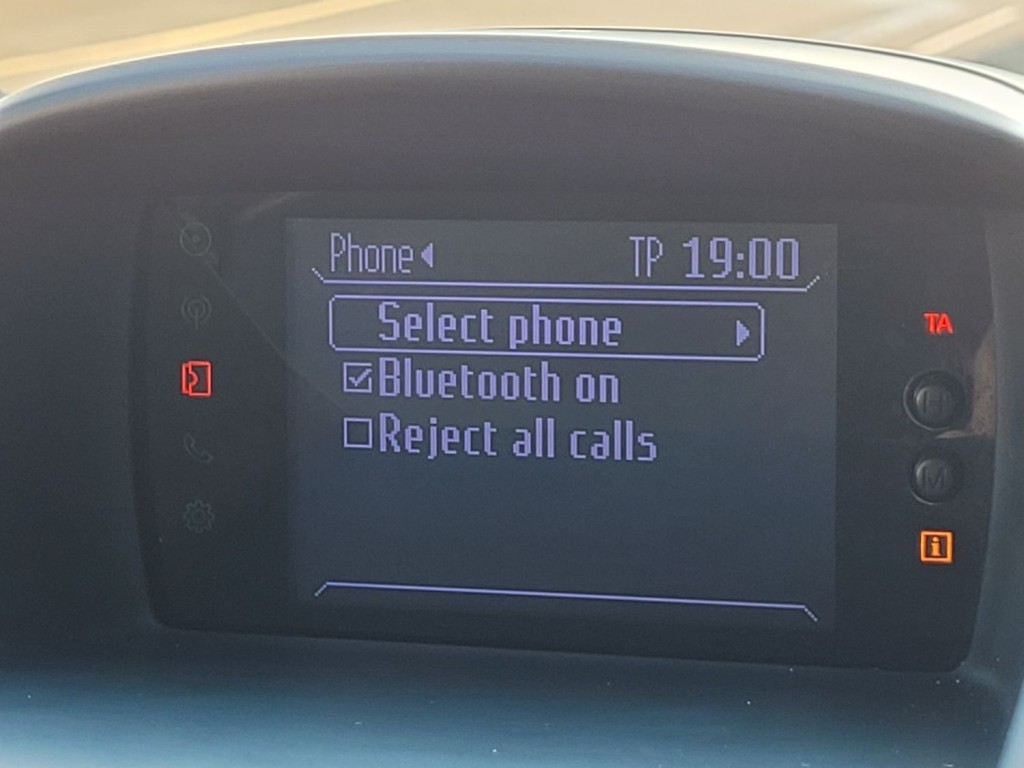 Phone TP 19:00
Select phone
TA
Bluetooth on
H
Reject all calls
M
i